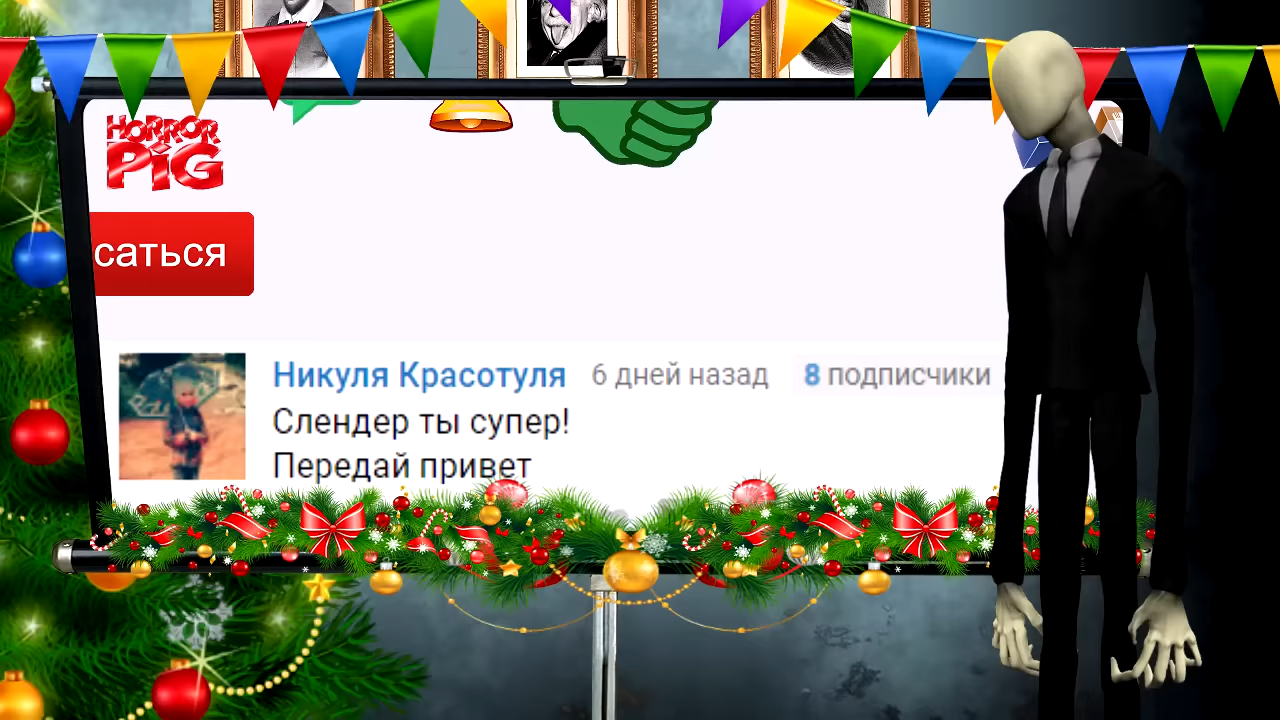 HORROR
PiG
саться
Никуля Красотуля 6 дней назад 8 подписчики
Слендер ты супер!
Передай привет